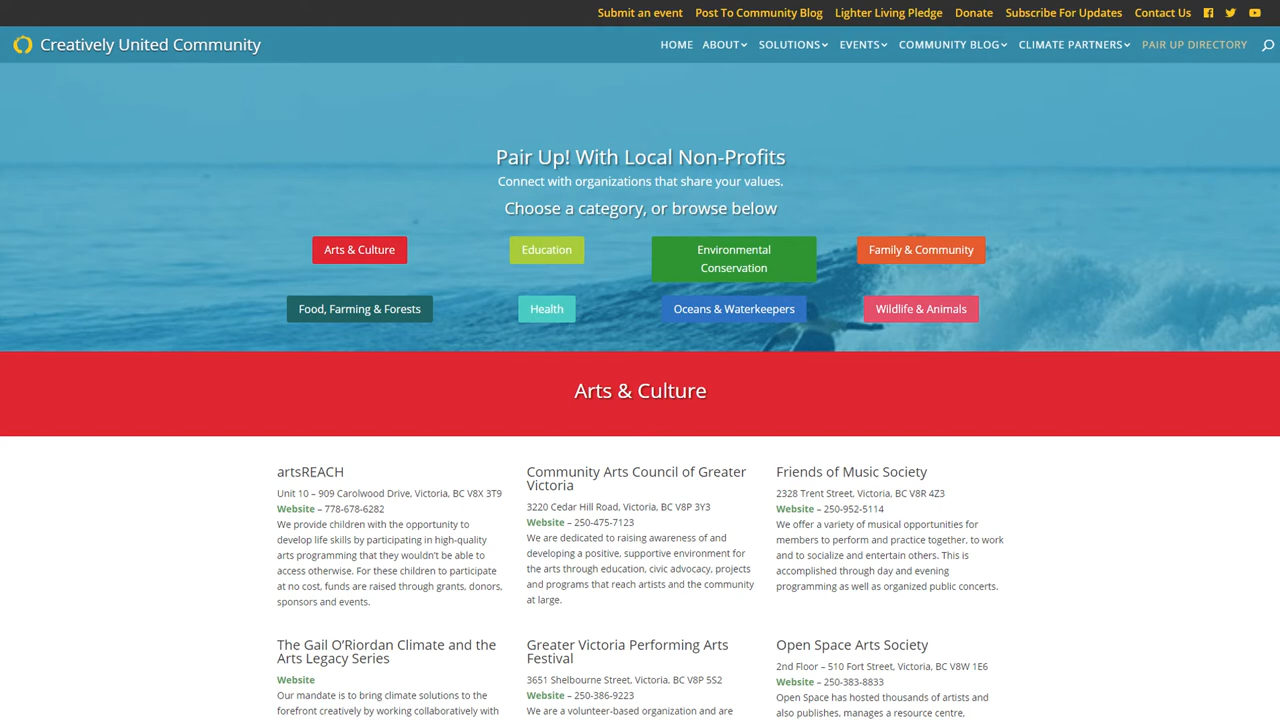 Submit an event Post To Community Blog Lighter Living Pledge Donate Subscribe For Updates Contact Us
Creatively United Community
HOME ABOUT SOLUTIONS EVENTS COMMUNITY BLOG CLIMATE PARTNERS PAIR UP DIRECTORY
Pair Up! With Local Non-Profits
Connect with organizations that share your values.
Choose a category, or browse below
Arts & Culture
Education
Environmental
Conservation
Family & Community
Food, Farming & Forests
Health
Oceans & Waterkeepers
Wildlife & Animals
Arts & Culture
artsREACH
Unit 10 – 909 Carolwood Drive, Victoria, BC V8X 3T9
Website – 778-678-6282
We provide children with the opportunity to
develop life skills by participating in high-quality
arts programming that they wouldn't be able to
access otherwise. For these children to participate
at no cost, funds are raised through grants, donors,
sponsors and events.
Community Arts Council of Greater
Victoria
3220 Cedar Hill Road, Victoria, BC V8P 3Y3
Website – 250-475-7123
We are dedicated to raising awareness of and
developing a positive, supportive environment for
the arts through education, civic advocacy, projects
and programs that reach artists and the community
at large.
Friends of Music Society
2328 Trent Street, Victoria, BC V8R 4Z3
Website – 250-952-5114
We offer a variety of musical opportunities for
members to perform and practice together, to work
and to socialize and entertain others. This is
accomplished through day and evening
programming as well as organized public concerts.
The Gail O'Riordan Climate and the
Arts Legacy Series
Website
Our mandate is to bring climate solutions to the
forefront creatively by working collaboratively with
Greater Victoria Performing Arts
Festival
3651 Shelbourne Street, Victoria, BC V8P 5S2
Website – 250-386-9223
We are a volunteer-based organization and are
Open Space Arts Society
2nd Floor – 510 Fort Street, Victoria, BC V8W 1E6
Website – 250-383-8833
Open Space has hosted thousands of artists and
also publishes, manages a resource centre,